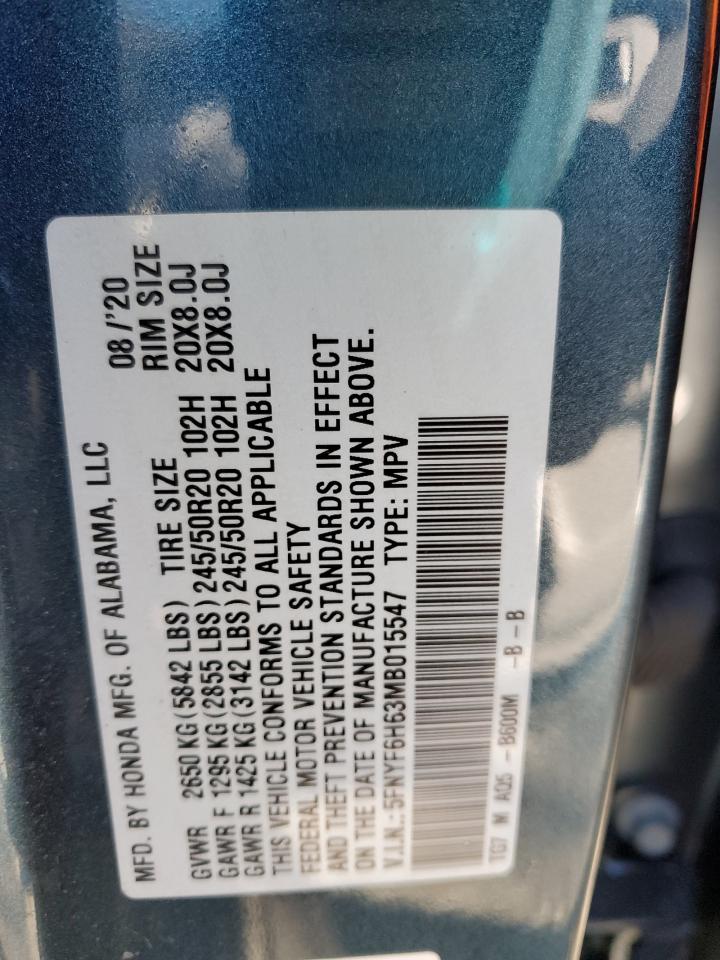 MFD. BY HONDA MFG. OF ALABAMA, LLC 08/'20
GVWR 2650 KG (5842 LBS) TIRE SIZE RIM SIZE
GAWR F 1295 KG (2855 LBS) 245/50R20 102H 20X8.0J
GAWR R 1425 KG (3142 LBS) 245/50R20 102H 20X8.0J
THIS VEHICLE CONFORMS TO ALL APPLICABLE
FEDERAL MOTOR VEHICLE SAFETY
AND THEFT PREVENTION STANDARDS IN EFFECT
ON THE DATE OF MANUFACTURE SHOWN ABOVE.
V.I.N.: 5FNYF6H63MB015547 TYPE: MPV
TG7 W AQ5 -B600M -B -B